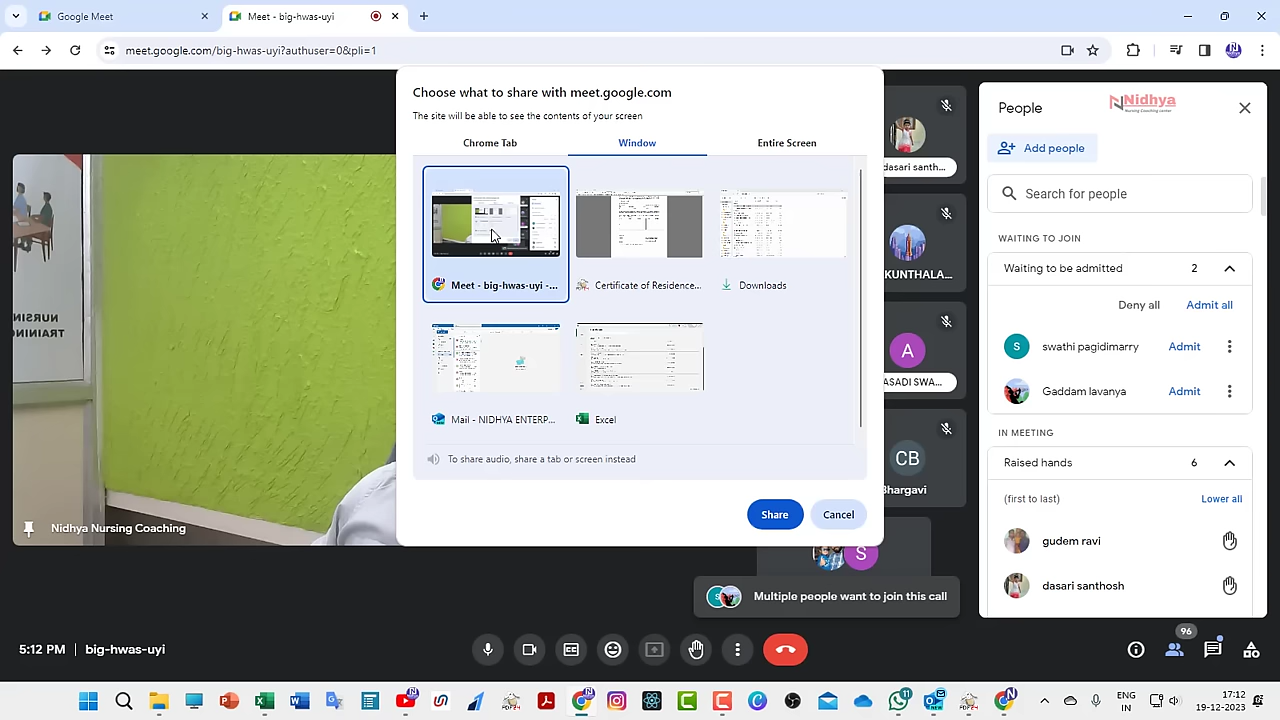 Google Meet
Meet - big-hwas-uyi
meet.google.com/big-hwas-uyi?authuser=0&pli=1
Choose what to share with meet.google.com
The site will be able to see the contents of your screen
Chrome Tab
Window
Entire Screen
Meet - big-hwas-uyi -...
Certificate of Residence...
Downloads
Mail - NIDHYA ENTERP...
Excel
To share audio, share a tab or screen instead
Share
Cancel
NURSIN
TRAINING
Nidhya Nursing Coaching
dasari santh...
KUNTHALA...
A
ASADI SWA...
CB
Bhargavi
S
Multiple people want to join this call
People
Nidhya
Nursing Coaching center
Add people
Search for people
WAITING TO JOIN
Waiting to be admitted
2
Deny all
Admit all
S
swathi pagidimarry
Admit
Gaddam lavanya
Admit
IN MEETING
Raised hands
6
(first to last)
Lower all
gudem ravi
dasari santhosh
5:12 PM
big-hwas-uyi
96
11
ENG
IN
17:12
19-12-2023